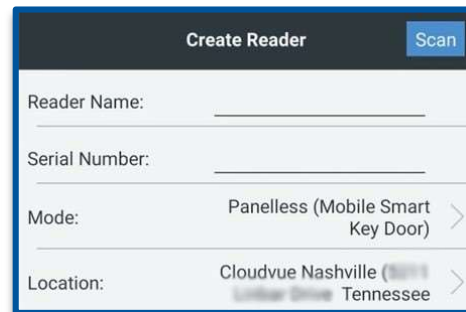 Create Reader Scan
Reader Name:
Serial Number:
Mode: Panelless (Mobile Smart
Key Door)
Location: Cloudvue Nashville (
Tennessee